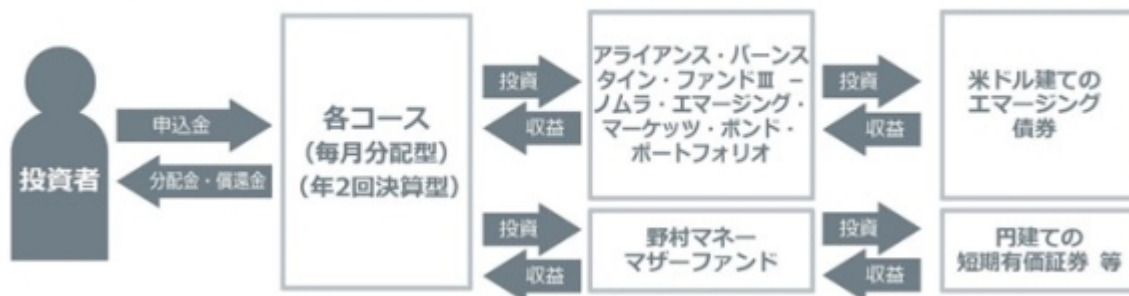 投資者
申込金
分配金・償還金
各コース
（毎月分配型）
（年2回決算型）
投資
収益
アライアンス・バーンス
タイン・ファンドⅢ －
ノムラ・エマージング・
マーケッツ・ボンド・
ポートフォリオ
投資
収益
米ドル建ての
エマージング
債券
投資
収益
野村マネー
マザーファンド
投資
収益
円建ての
短期有価証券 等